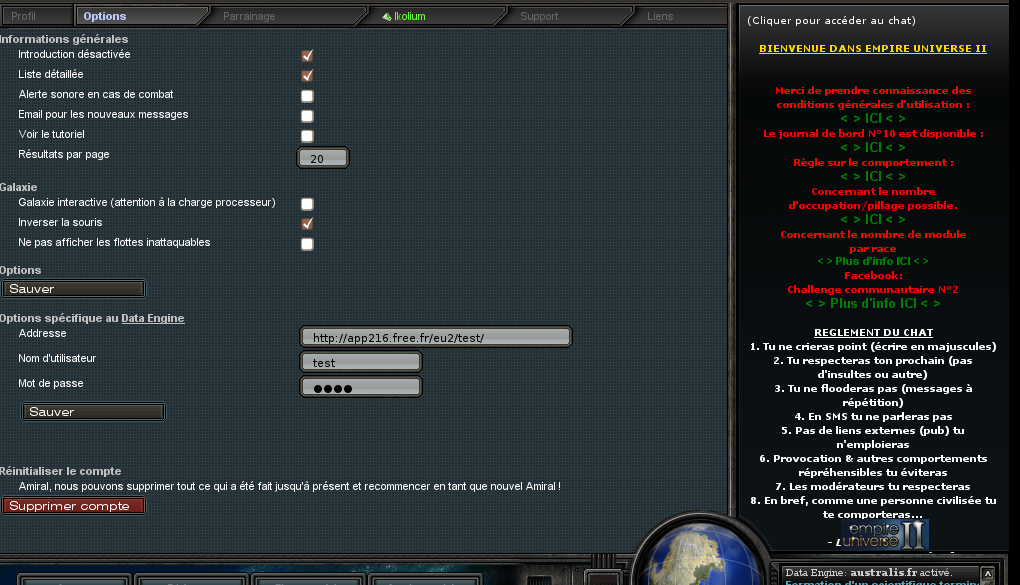 Profil
Options
Parrainage
Ikolium
Support
Liens
Informations générales
Introduction désactivée
Liste détaillée
Alerte sonore en cas de combat
Email pour les nouveaux messages
Voir le tutoriel
Résultats par page
20
Galaxie
Galaxie interactive (attention à la charge processeur)
Inverser la souris
Ne pas afficher les flottes inattaquables
Options
Sauver
Options spécifique au Data Engine
Addresse
http://app216.free.fr/eu2/test/
Nom d'utilisateur
test
Mot de passe
●●●●
Sauver
Réinitialiser le compte
Amiral, nous pouvons supprimer tout ce qui a été fait jusqu'à présent et recommencer en tant que nouvel Amiral !
Supprimer compte
(Cliquer pour accéder au chat)
BIENVENUE DANS EMPIRE UNIVERSE II
Merci de prendre connaissance des
conditions générales d'utilisation :
< > ICI < >
Le journal de bord N°10 est disponible :
< > ICI < >
Règle sur le comportement :
< > ICI < >
Concernant le nombre
d'occupation/pillage possible.
< > ICI < >
Concernant le nombre de module
par race
< > Plus d'info ICI < >
Facebook:
Challenge communautaire N°2
< > Plus d'info ICI < >
REGLEMENT DU CHAT
1. Tu ne crieras point (écrire en majuscules)
2. Tu respecteras ton prochain (pas
d'insultes ou autre)
3. Tu ne flooderas pas (messages à
répétition)
4. En SMS tu ne parleras pas
5. Pas de liens externes (pub) tu
n'emploieras
6. Provocation & autres comportements
répréhensibles tu éviteras
7. Les modérateurs tu respecteras
8. En bref, comme une personne civilisée tu
te comporteras...
- L
empire universe II
Data Engine: australis.fr activé.
Formation d'un scientifique termin